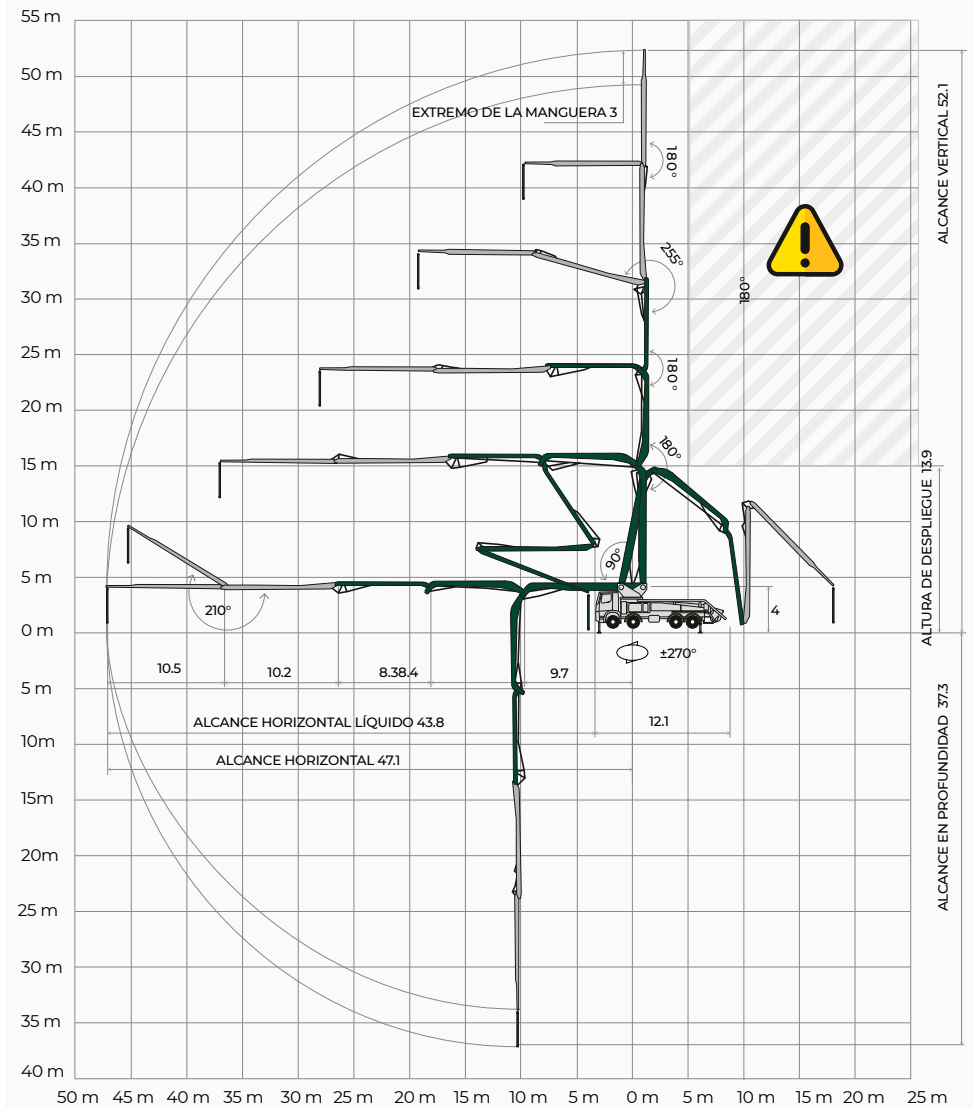 55 m
50 m
45 m
40 m
35 m
30 m
25 m
20 m
15 m
10 m
5 m
0 m
5 m
10m
15m
20m
25 m
30 m
35 m
40 m
50 m 45 m 40 m 35 m 30 m 25 m 20 m 15 m 10 m 5 m 0 m 5 m 10 m 15 m 20 m 25 m
EXTREMO DE LA MANGUERA 3
180°
255°
180°
180°
180°
90°
210°
±270°
4
10.5
10.2
8.38.4
9.7
12.1
ALCANCE HORIZONTAL LÍQUIDO 43.8
ALCANCE HORIZONTAL 47.1
ALCANCE VERTICAL 52.1
ALTURA DE DESPLIEGUE 13.9
ALCANCE EN PROFUNDIDAD 37.3